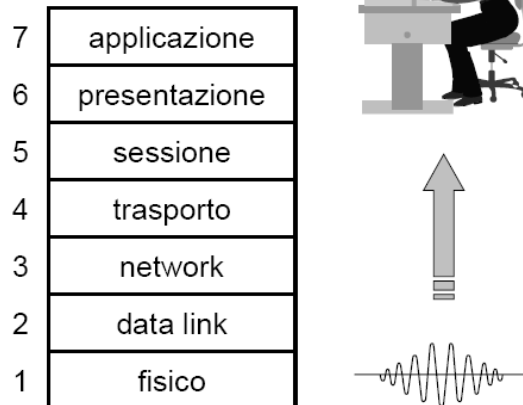 7 applicazione
6 presentazione
5 sessione
4 trasporto
3 network
2 data link
1 fisico